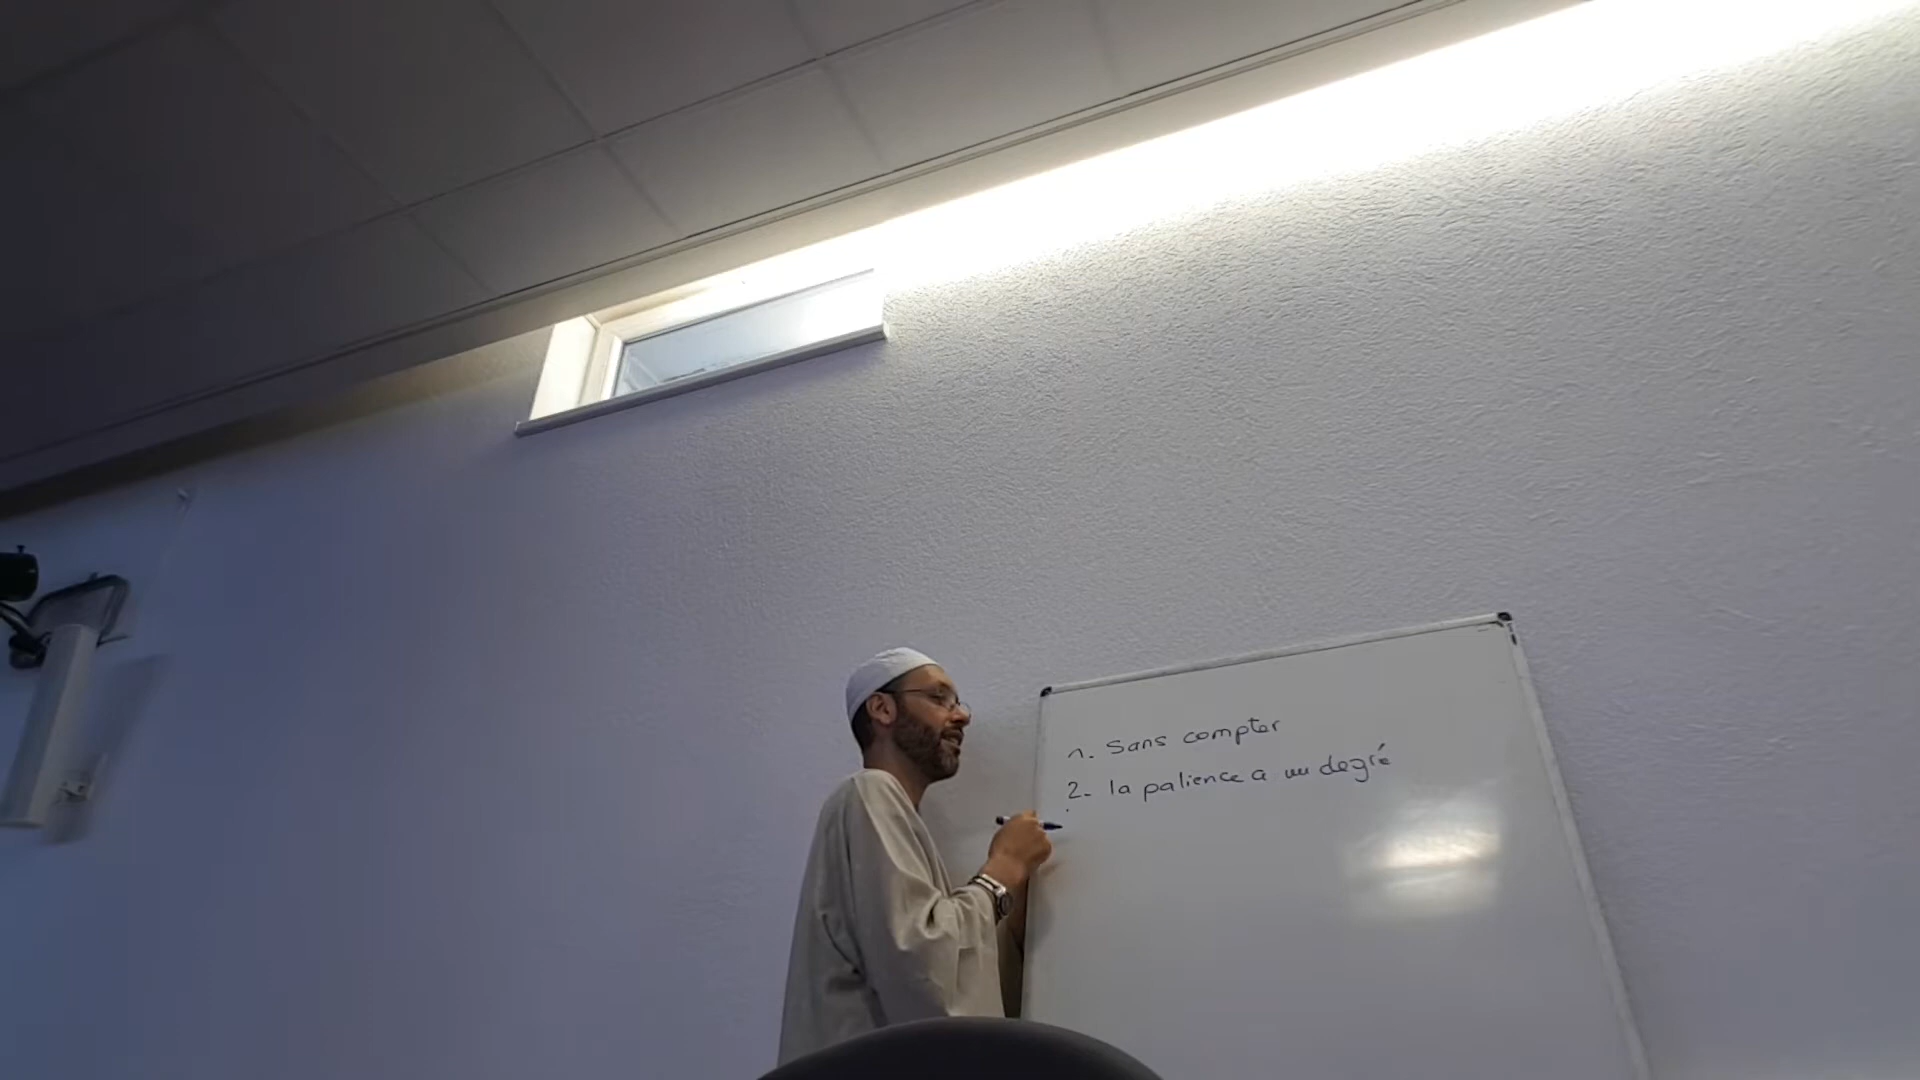 1. Sans compter
2- la patience a un degré